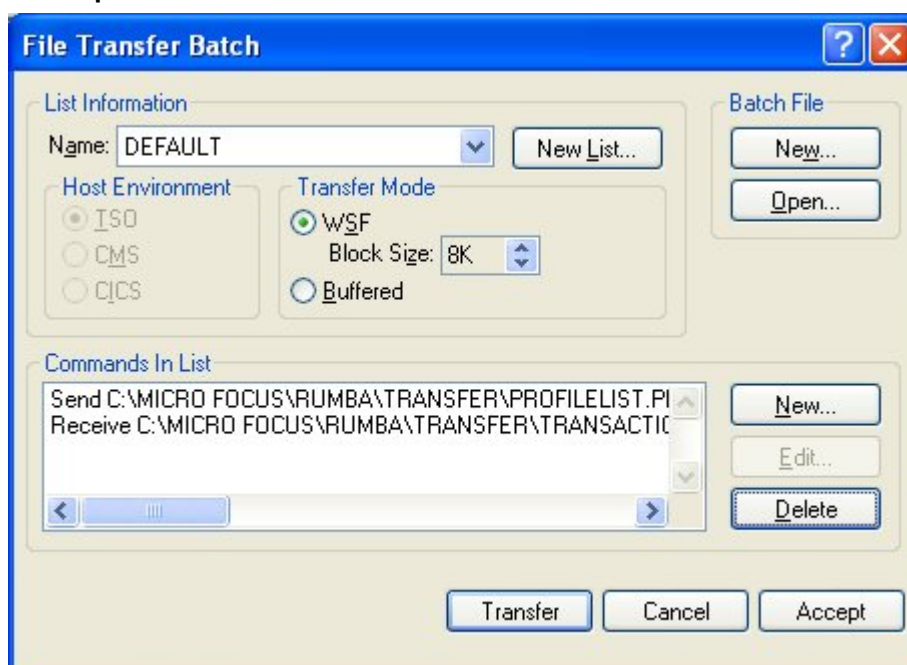 File Transfer Batch
List Information
Name: DEFAULT
New List...
Host Environment
TSO
CMS
CICS
Transfer Mode
WSF
Block Size: 8K
Buffered
Batch File
New...
Open...
Commands In List
Send C:\MICRO FOCUS\RUMBA\TRANSFER\PROFILELIST.
Receive C:\MICRO FOCUS\RUMBA\TRANSFER\
New...
Edit...
Delete
Transfer
Cancel
Accept